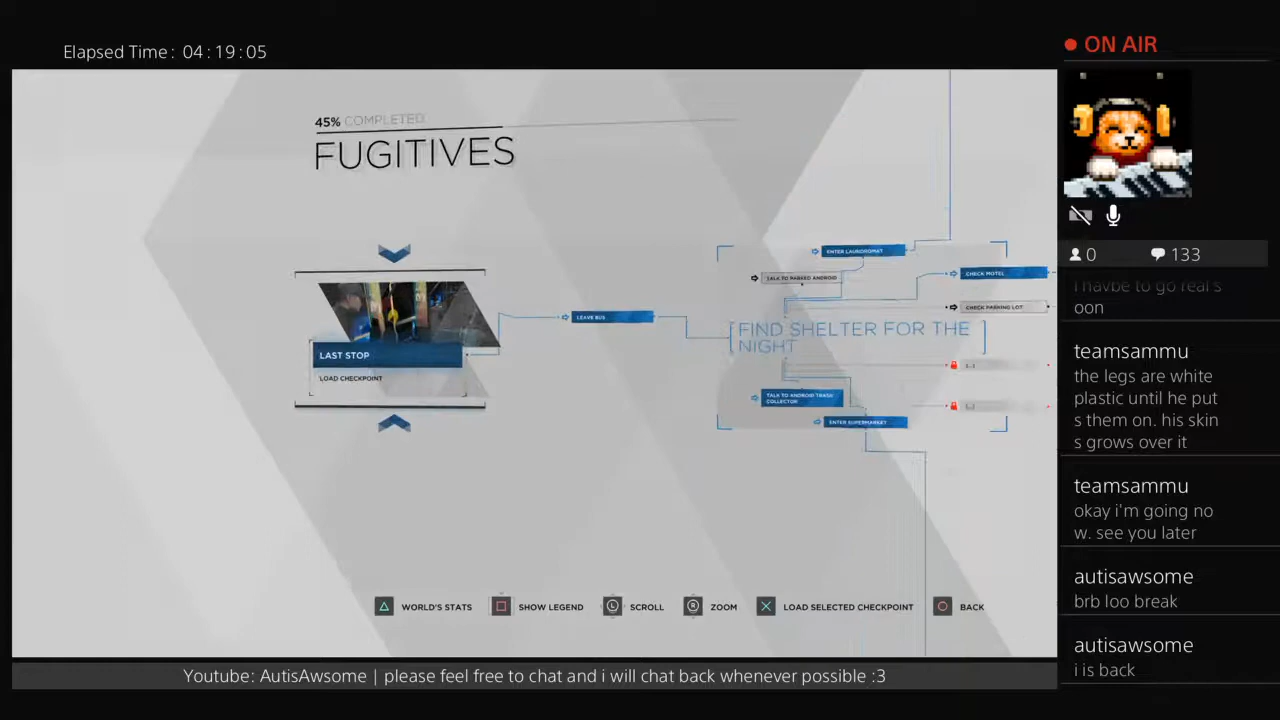 Elapsed Time: 04:19:05
ON AIR
45% COMPLETED
FUGITIVES
LAST STOP
LOAD CHECKPOINT
LEAVE BUS
ENTER LAUNDROMAT
TALK TO PARKED ANDROID
CHECK MOTEL
CHECK PARKING LOT
FIND SHELTER FOR THE
NIGHT
[...]
TALK TO ANDROID TRASH
COLLECTOR
[...]
ENTER SUPERMARKET
WORLD'S STATS
SHOW LEGEND
L
SCROLL
R
ZOOM
LOAD SELECTED CHECKPOINT
BACK
Youtube: AutisAwsome | please feel free to chat and i will chat back whenever possible :3
0
133
i havbe to go real s
oon
teamsammu
the legs are white
plastic until he put
s them on. his skin
s grows over it
teamsammu
okay i'm going no
w. see you later
autisawsome
brb loo break
autisawsome
i is back